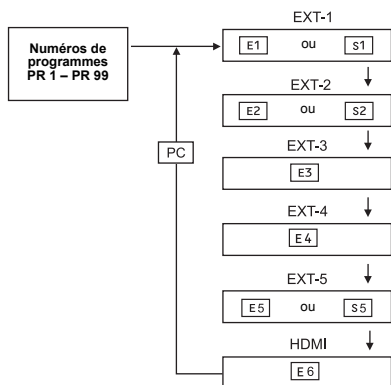 Numéros de
programmes
PR 1 – PR 99
EXT-1
E1 ou S1
EXT-2
E2 ou S2
EXT-3
E3
PC
EXT-4
E4
EXT-5
E5 ou S5
HDMI
E6